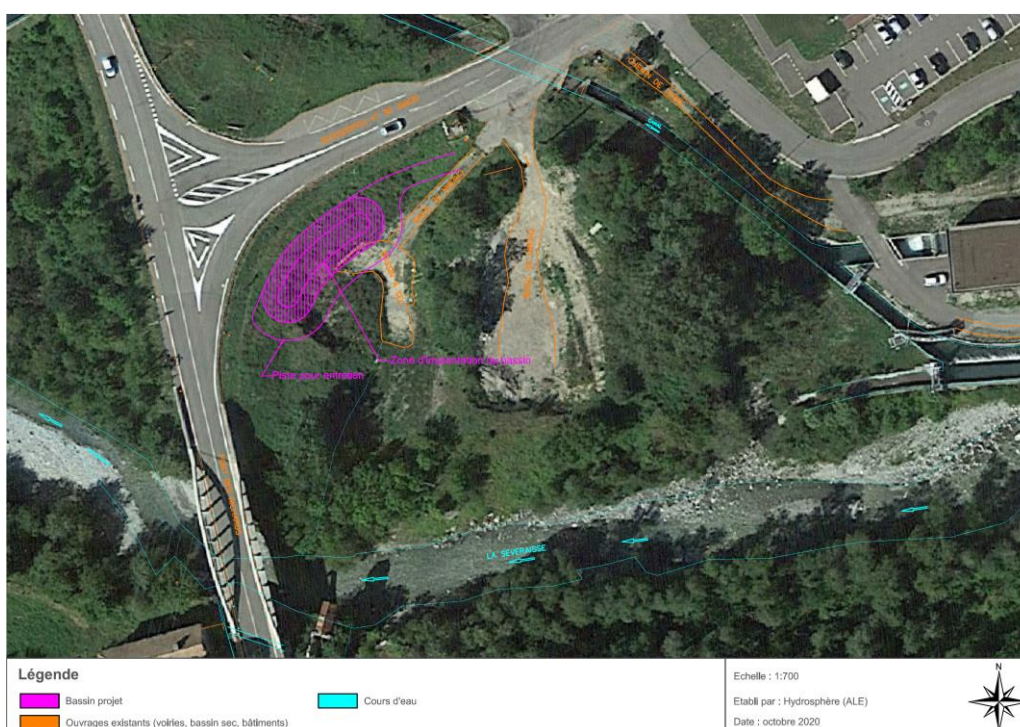 CANAL
Zone d'implantation du bassin
Piste pour entretien
LA SEVERAISSE
Légende
Bassin projet
Cours d'eau
Ouvrages existants (voiries, bassin sec, bâtiments)
Echelle : 1:700
Etabli par : Hydrosphère (ALE)
Date : octobre 2020
N